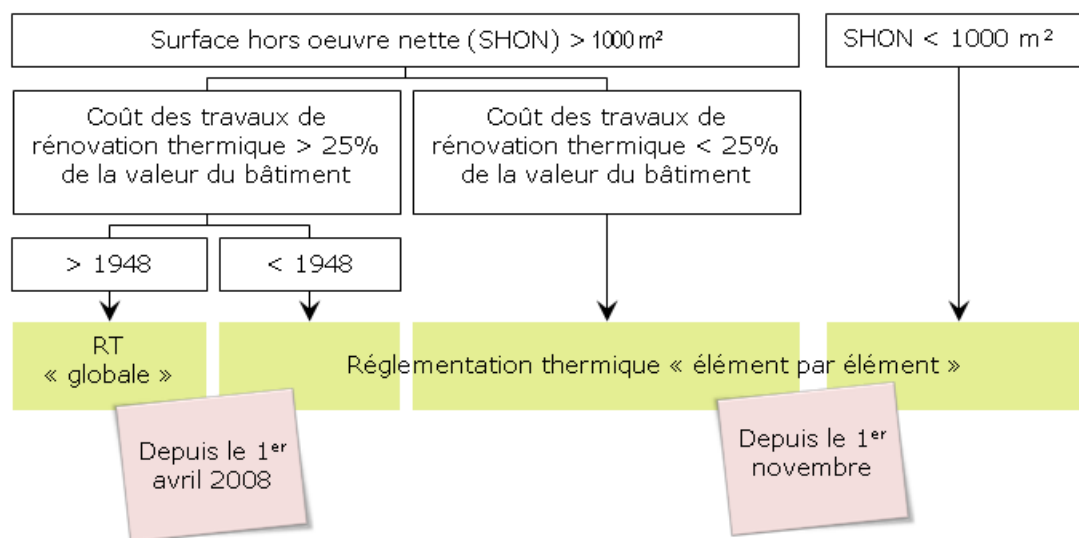 Surface hors oeuvre nette (SHON) > 1000 m²
SHON < 1000 m²
Coût des travaux de
rénovation thermique > 25%
de la valeur du bâtiment
Coût des travaux de
rénovation thermique < 25%
de la valeur du bâtiment
> 1948
< 1948
RT
« globale »
Réglementation thermique « élément par élément »
Depuis le 1er
avril 2008
Depuis le 1er
novembre